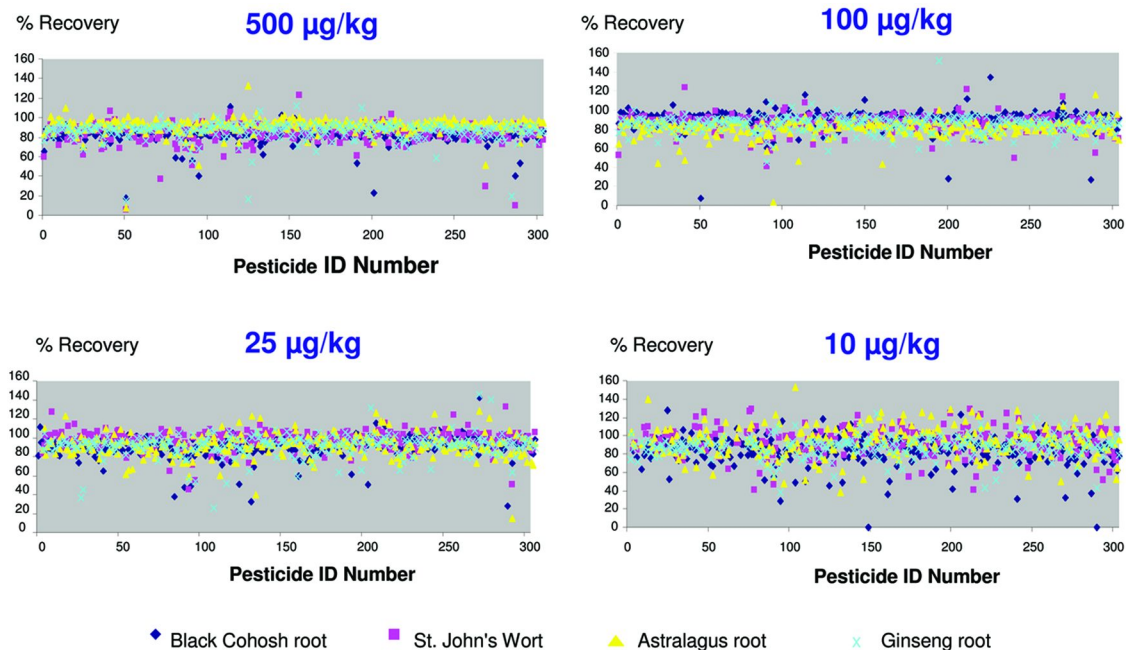 % Recovery 500 µg/kg
160
140
120
100
80
60
40
20
0
0 50 100 150 200 250 300
Pesticide ID Number
% Recovery 100 µg/kg
160
140
120
100
80
60
40
20
0
0 50 100 150 200 250 300
Pesticide ID Number
% Recovery 25 µg/kg
160
140
120
100
80
60
40
20
0
0 50 100 150 200 250 300
Pesticide ID Number
% Recovery 10 µg/kg
160
140
120
100
80
60
40
20
0
0 50 100 150 200 250 300
Pesticide ID Number
Black Cohosh root St. John's Wort Astralagus root Ginseng root